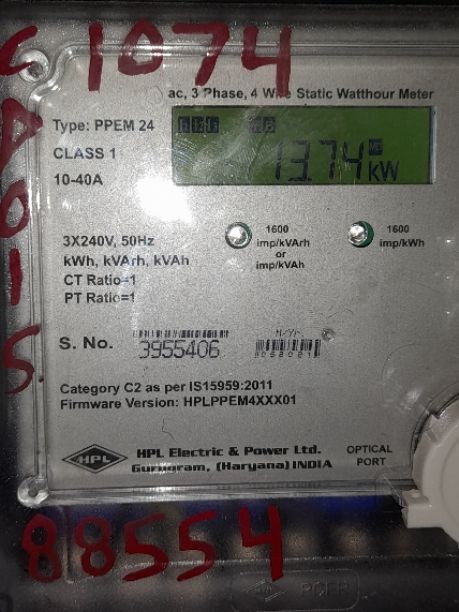 1074
ac, 3 Phase, 4 Wire Static Watthour Meter
Type: PPEM 24
CLASS 1
10-40A
13.74 kW
3X240V, 50Hz
kWh, kVArh, kVAh
CT Ratio=1
PT Ratio=1
1600
imp/kVArh
or
imp/kVAh
1600
imp/kWh
S. No.
3955406
M/Yr.
Category C2 as per IS15959:2011
Firmware Version: HPLPPEM4XXX01
HPL
HPL Electric & Power Ltd.
Gurugram, (Haryana) INDIA
OPTICAL
PORT
88554